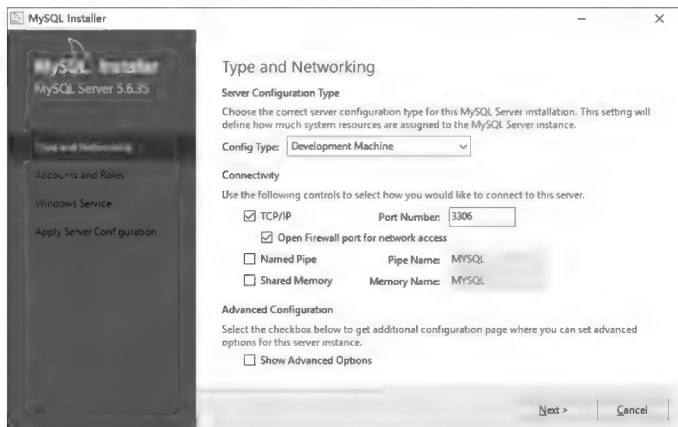 MySQL Installer
MySQL Installer
MySQL Server 5.6.35
Type and Networking
Accounts and Roles
Windows Service
Apply Server Configuration
Type and Networking
Server Configuration Type
Choose the correct server configuration type for this MySQL Server installation. This setting will
define how much system resources are assigned to the MySQL Server instance.
Config Type: Development Machine
Connectivity
Use the following controls to select how you would like to connect to this server.
TCP/IP Port Number: 3306
Open Firewall port for network access
Named Pipe Pipe Name: MYSQL
Shared Memory Memory Name: MYSQL
Advanced Configuration
Select the checkbox below to get additional configuration page where you can set advanced
options for this server instance.
Show Advanced Options
Next > Cancel